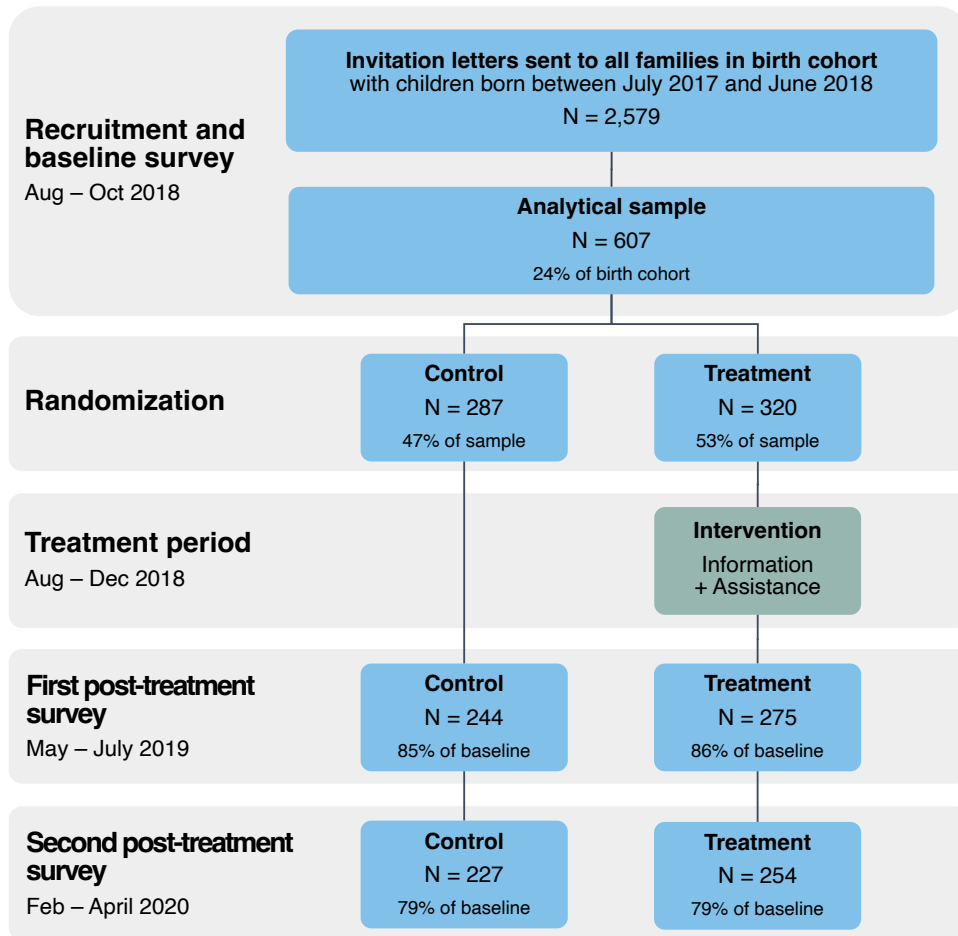 Recruitment and
baseline survey
Aug – Oct 2018
Invitation letters sent to all families in birth cohort
with children born between July 2017 and June 2018
N = 2,579
Analytical sample
N = 607
24% of birth cohort
Randomization
Control
N = 287
47% of sample
Treatment
N = 320
53% of sample
Treatment period
Aug – Dec 2018
Intervention
Information
+ Assistance
First post-treatment
survey
May – July 2019
Control
N = 244
85% of baseline
Treatment
N = 275
86% of baseline
Second post-treatment
survey
Feb – April 2020
Control
N = 227
79% of baseline
Treatment
N = 254
79% of baseline